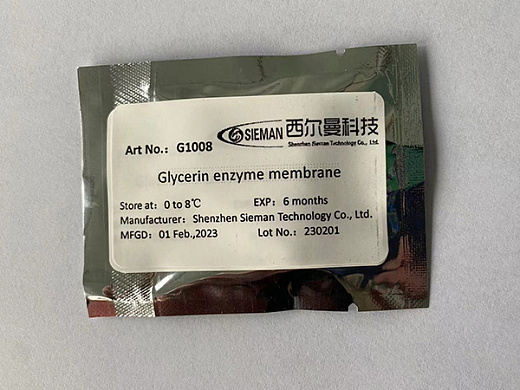 SIEMAN 西尔曼科技
Shenzhen Sieman Technology Co., Ltd.
Art No.: G1008
Glycerin enzyme membrane
Store at: 0 to 8℃ EXP: 6 months
Manufacturer: Shenzhen Sieman Technology Co., Ltd.
MFGD: 01 Feb.,2023 Lot No.: 230201